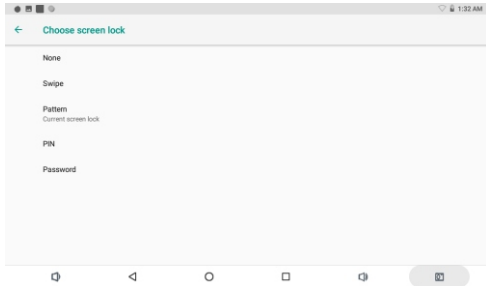 1:32 AM
Choose screen lock
None
Swipe
Pattern
Current screen lock
PIN
Password